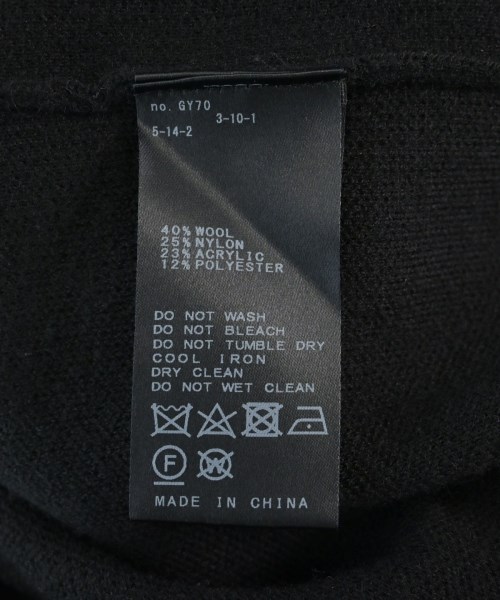 no. GY70
3-10-1
5-14-2
40% WOOL
25% NYLON
23% ACRYLIC
12% POLYESTER
DO NOT WASH
DO NOT BLEACH
DO NOT TUMBLE DRY
COOL IRON
DRY CLEAN
DO NOT WET CLEAN
F W
MADE IN CHINA